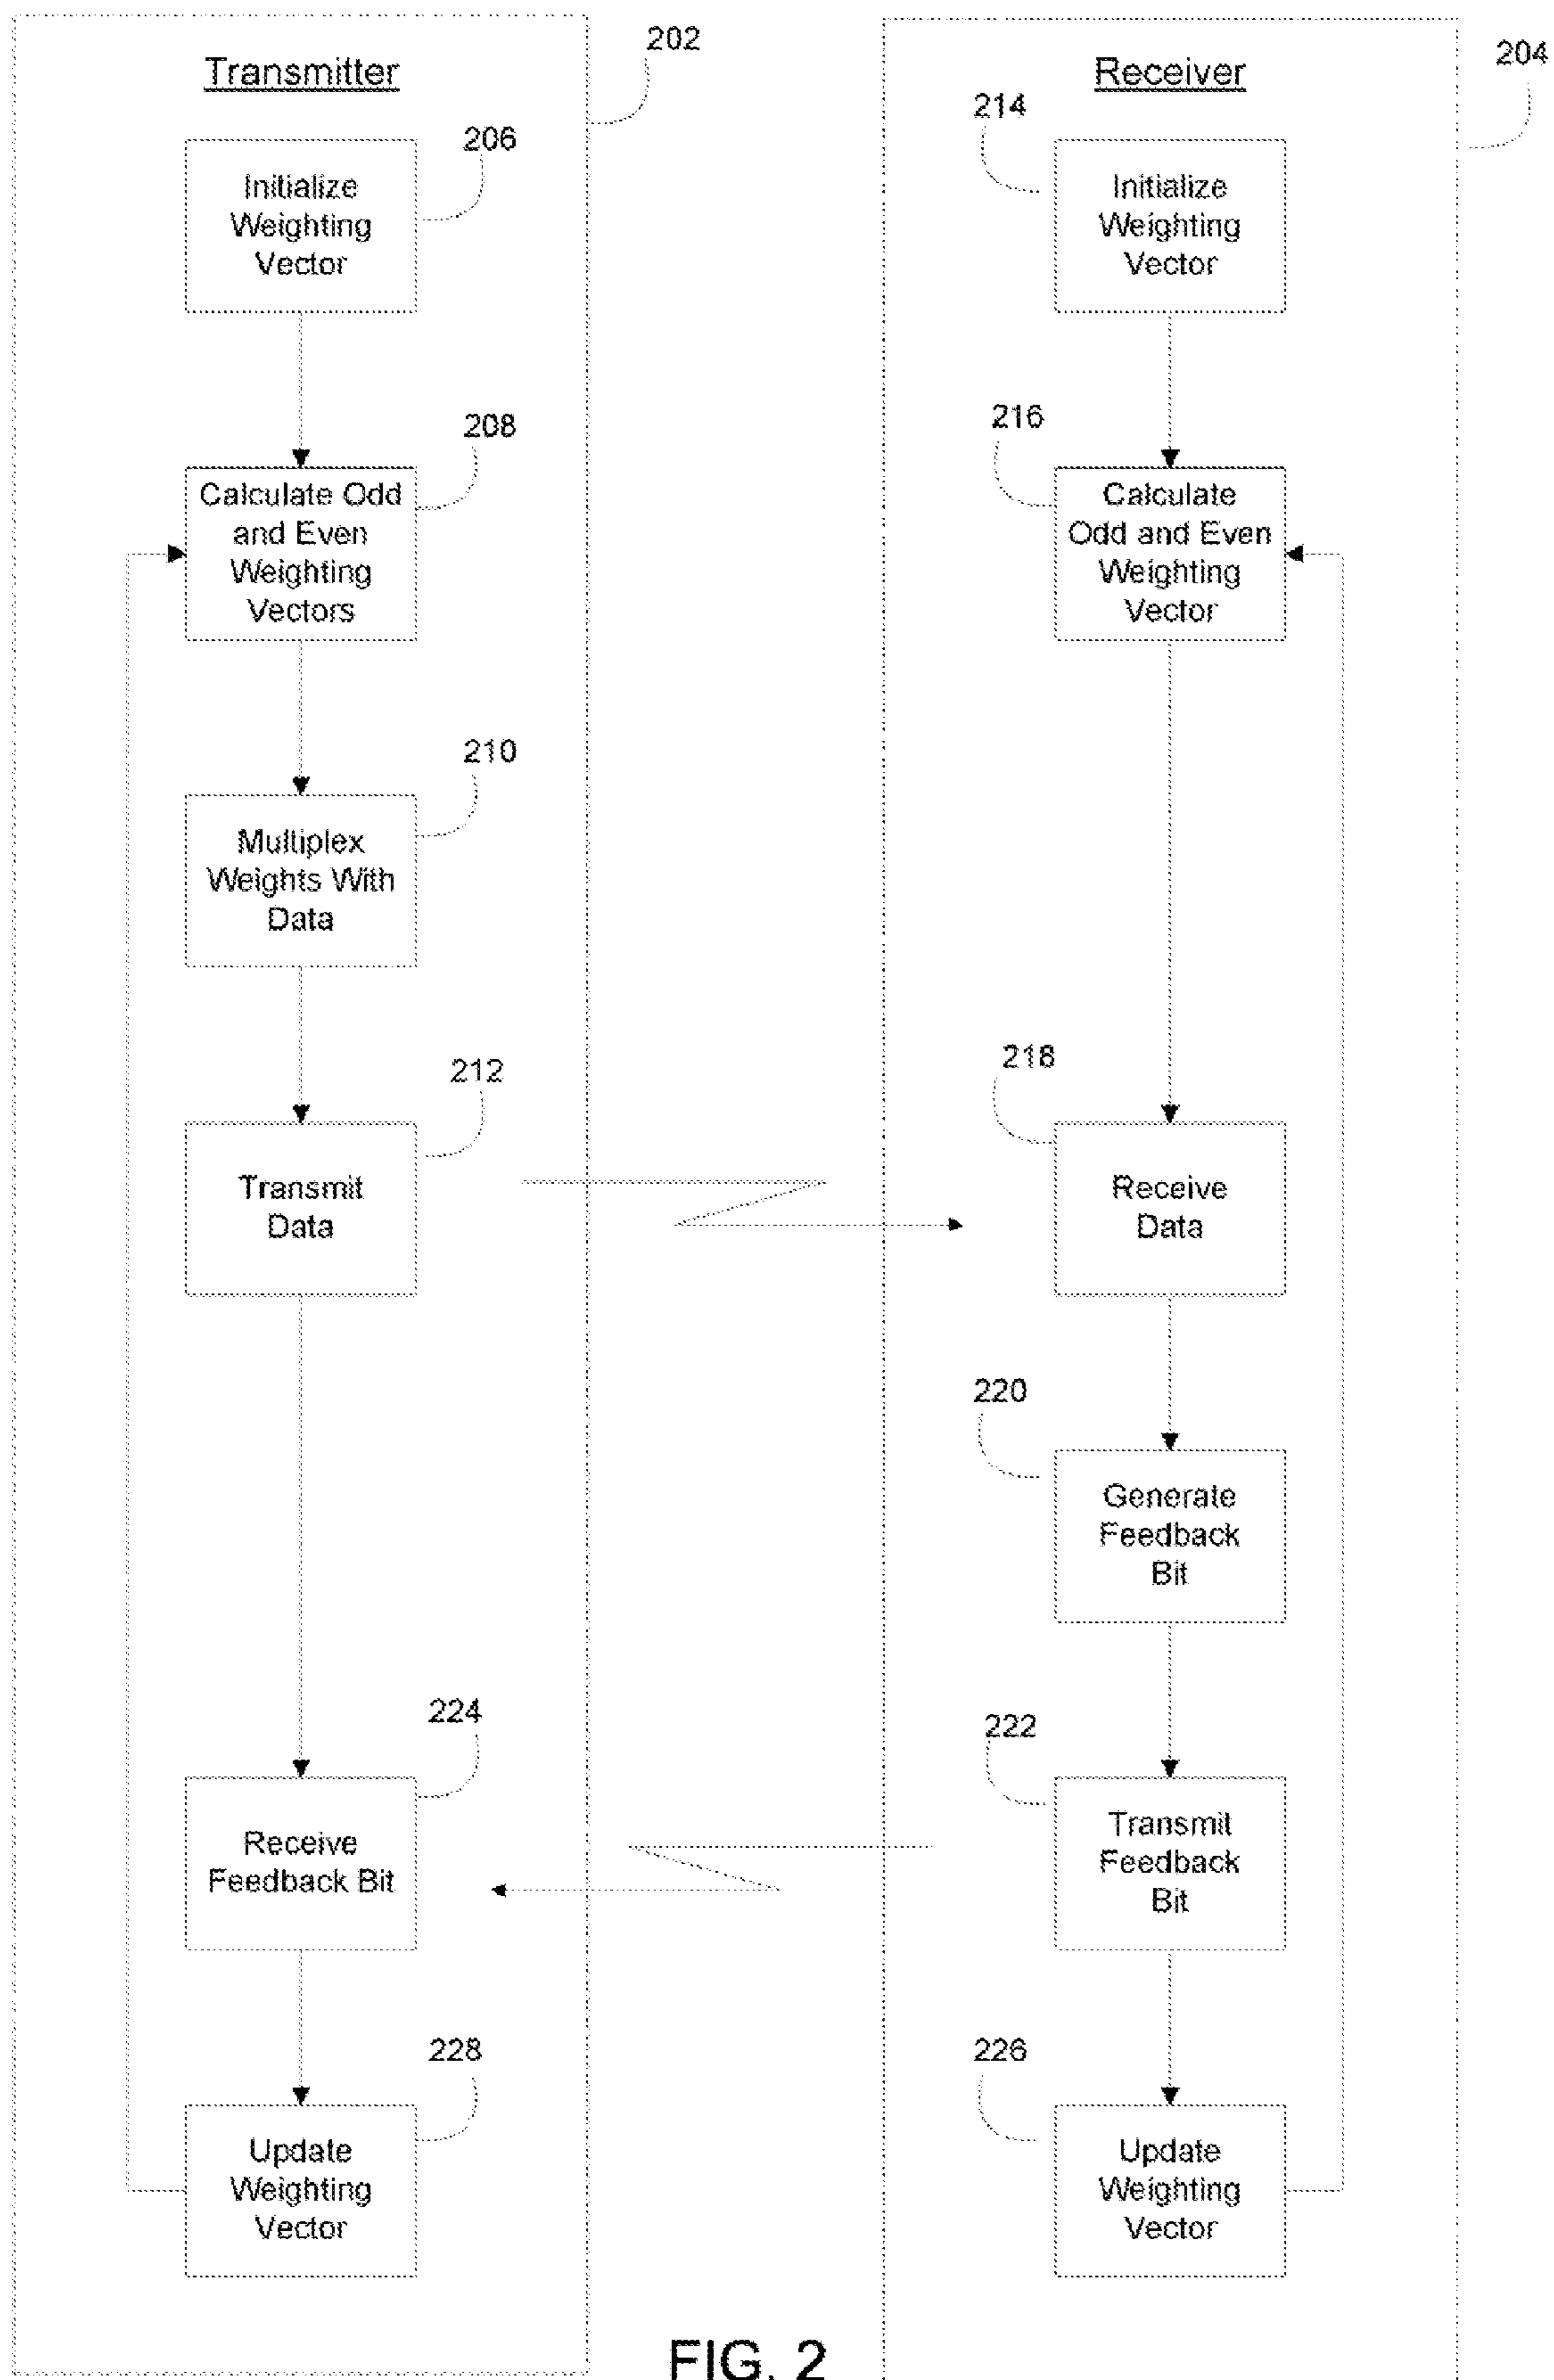 Transmitter
202
206
Initialize
Weighting
Vector
208
Calculate Odd
and Even
Weighting
Vectors
210
Multiplex
Weights With
Data
212
Transmit
Data
224
Receive
Feedback Bit
228
Update
Weighting
Vector
Receiver
204
214
Initialize
Weighting
Vector
216
Calculate
Odd and Even
Weighting
Vector
218
Receive
Data
220
Generate
Feedback
Bit
222
Transmit
Feedback
Bit
226
Update
Weighting
Vector
FIG. 2